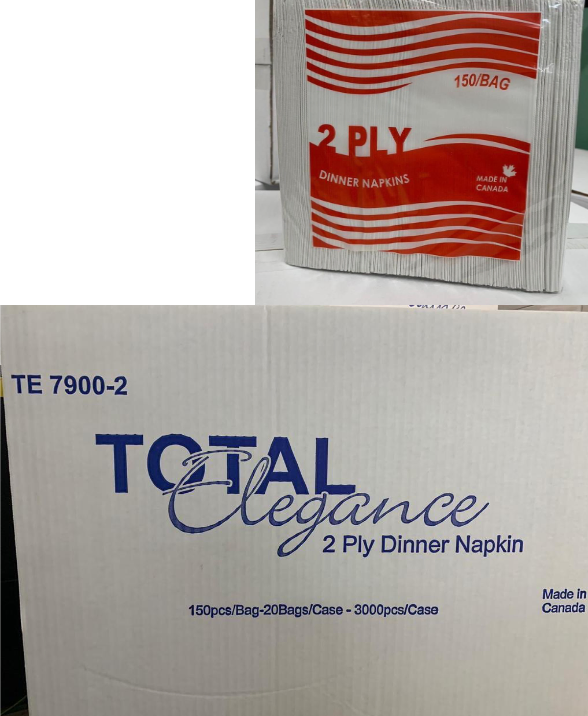 150/BAG
2 PLY
DINNER NAPKINS
MADE IN
CANADA
TE 7900-2
TOTAL
Elegance
2 Ply Dinner Napkin
150pcs/Bag-20Bags/Case - 3000pcs/Case
Made in
Canada